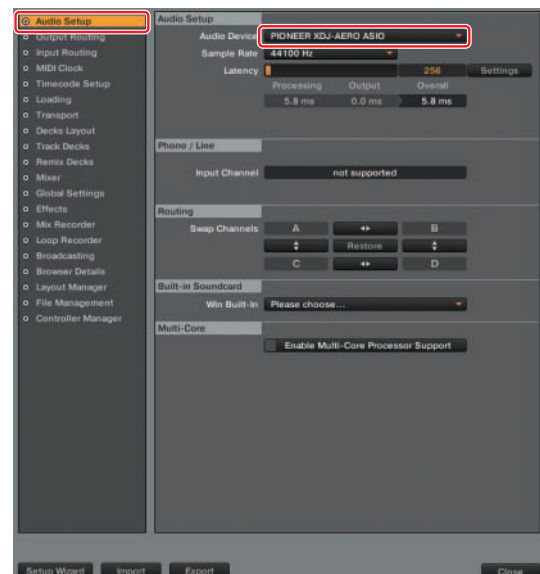 Audio Setup
Output Routing
Input Routing
MIDI Clock
Timecode Setup
Loading
Transport
Decks Layout
Track Decks
Remix Decks
Mixer
Global Settings
Effects
Mix Recorder
Loop Recorder
Broadcasting
Browser Details
Layout Manager
File Management
Controller Manager
Audio Setup
Audio Device PIONEER XDJ-AERO ASIO
Sample Rate 44100 Hz
Latency 256 Settings
Processing Output Overall
5.8 ms 0.0 ms 5.8 ms
Phono / Line
Input Channel not supported
Routing
Swap Channels A B
Restore
C D
Built-in Soundcard
Win Built-In Please choose...
Multi-Core
Enable Multi-Core Processor Support
Setup Wizard Import Export Close